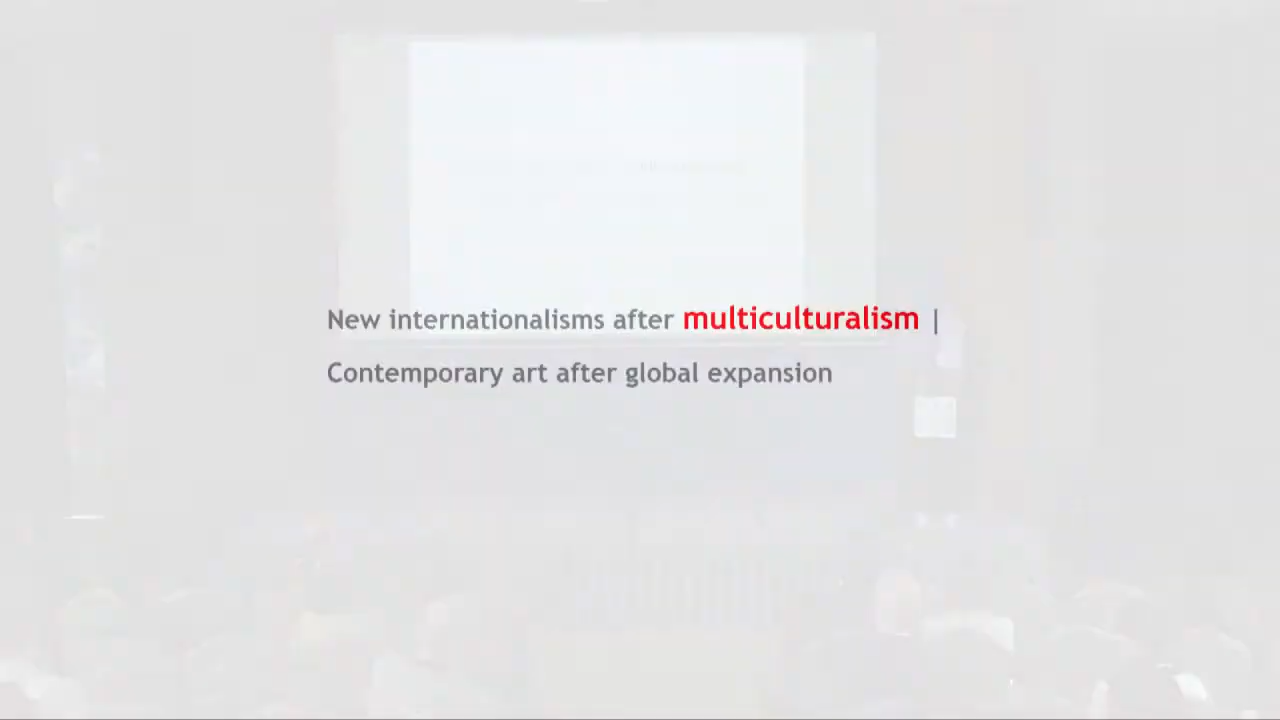 New internationalisms after multiculturalism |
Contemporary art after global expansion